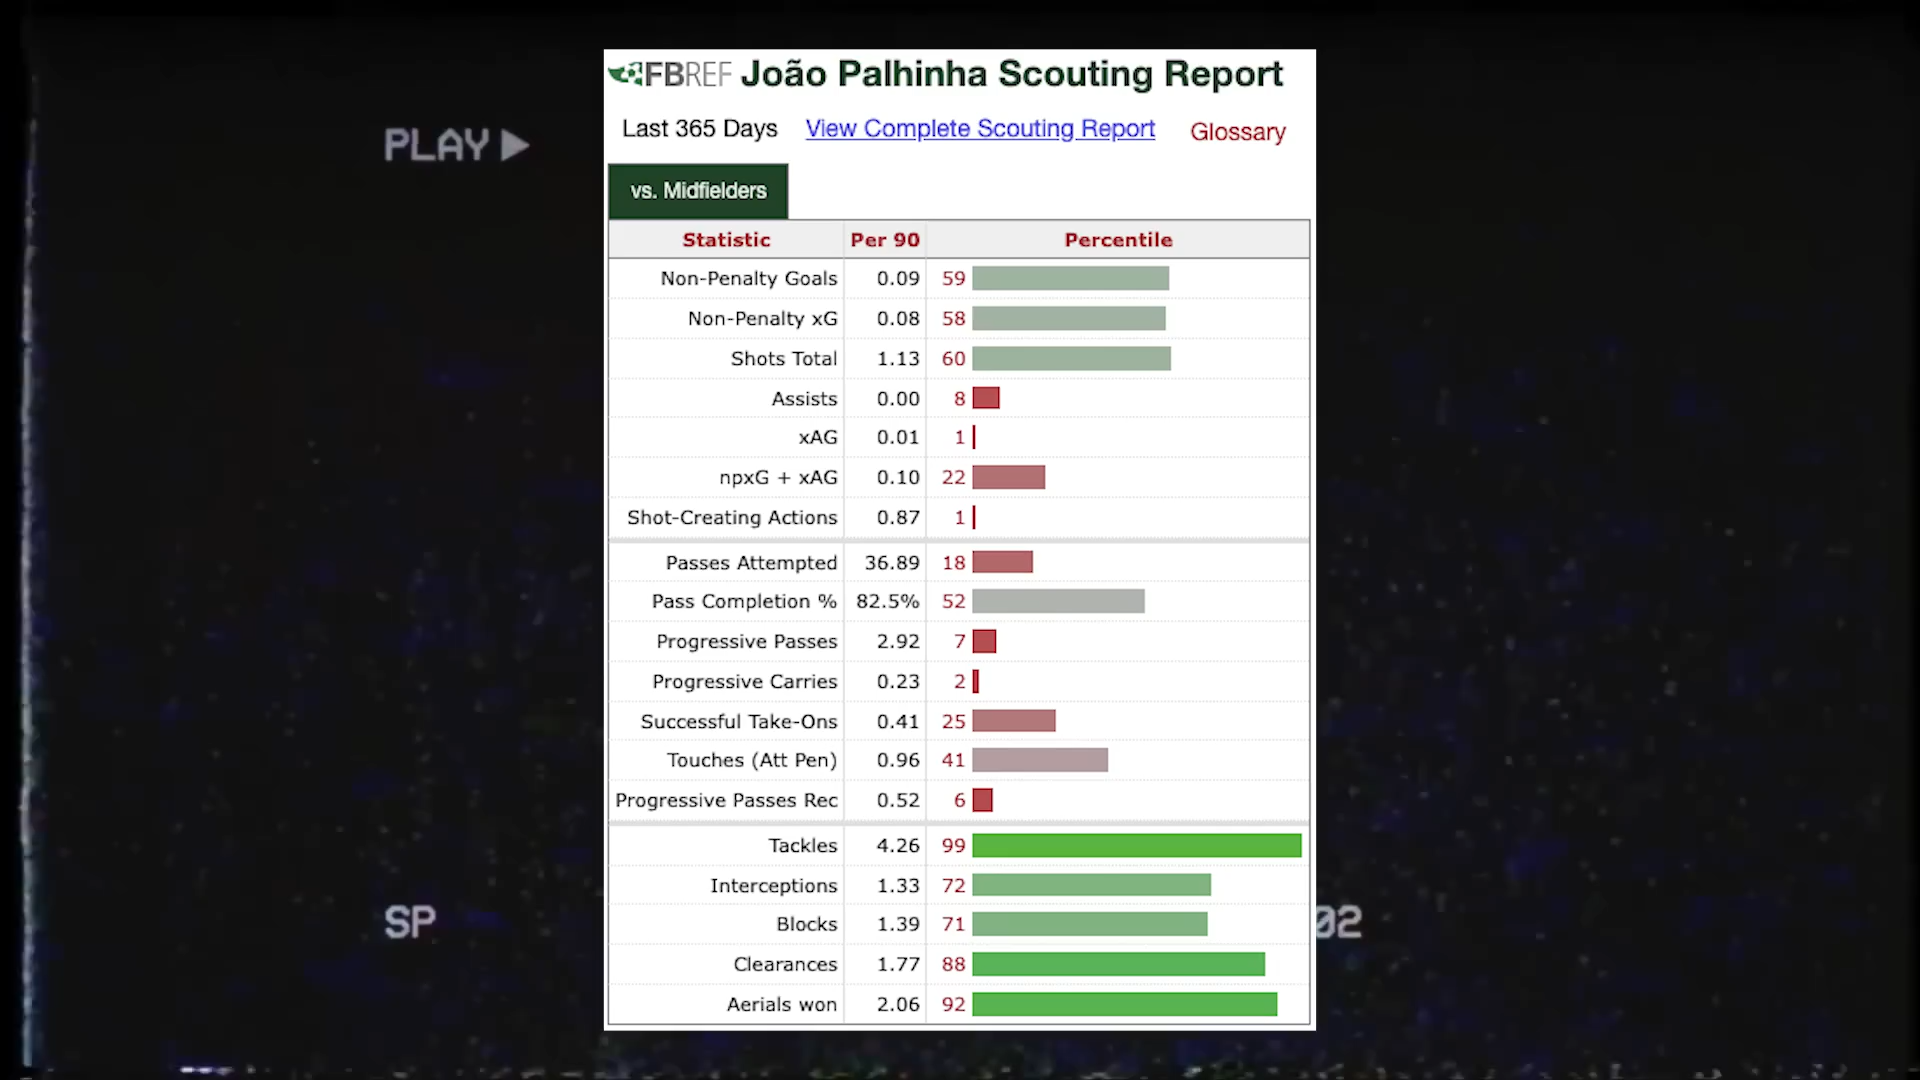 FBREF João Palhinha Scouting Report
Last 365 Days View Complete Scouting Report Glossary
PLAY
vs. Midfielders
Statistic Per 90 Percentile
Non-Penalty Goals 0.09 59
Non-Penalty xG 0.08 58
Shots Total 1.13 60
Assists 0.00 8
xAG 0.01 1
npxG + xAG 0.10 22
Shot-Creating Actions 0.87 1
Passes Attempted 36.89 18
Pass Completion % 82.5% 52
Progressive Passes 2.92 7
Progressive Carries 0.23 2
Successful Take-Ons 0.41 25
Touches (Att Pen) 0.96 41
Progressive Passes Rec 0.52 6
Tackles 4.26 99
Interceptions 1.33 72
Blocks 1.39 71
SP 02
Clearances 1.77 88
Aerials won 2.06 92